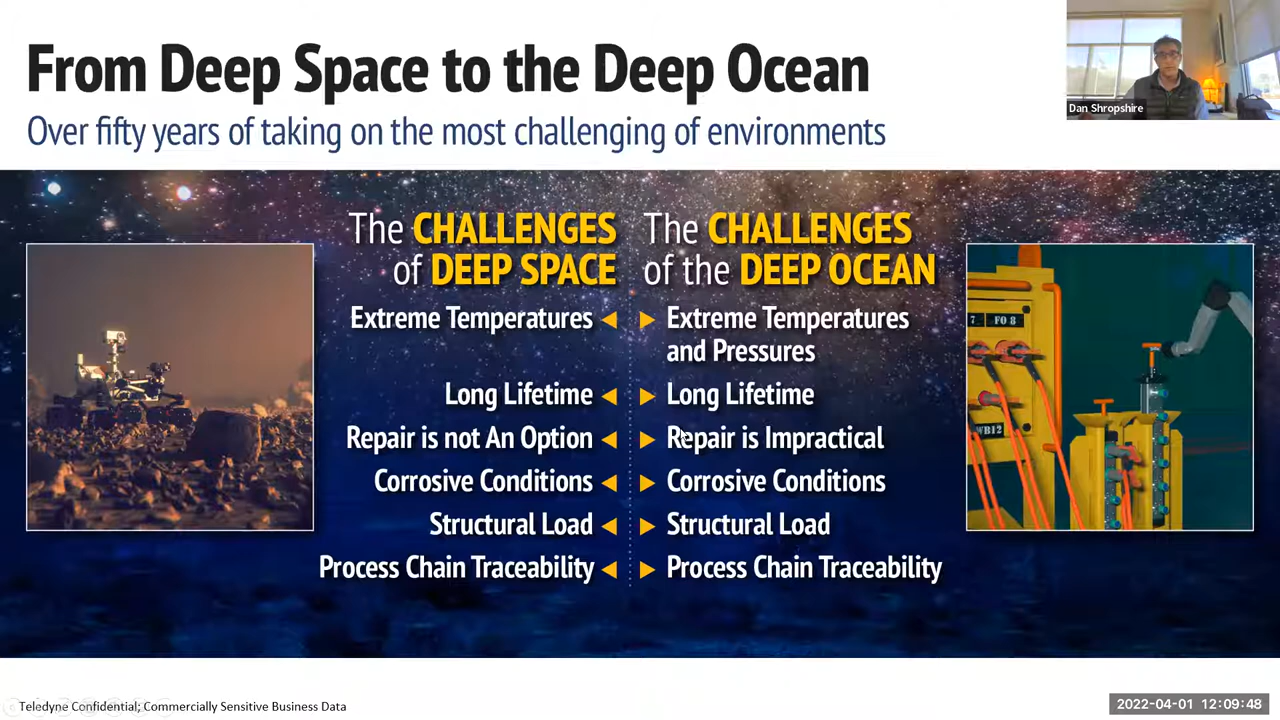 From Deep Space to the Deep Ocean
Over fifty years of taking on the most challenging of environments
Dan Shropshire
The CHALLENGES
of DEEP SPACE
Extreme Temperatures
Long Lifetime
Repair is not An Option
Corrosive Conditions
Structural Load
Process Chain Traceability
The CHALLENGES
of the DEEP OCEAN
Extreme Temperatures
and Pressures
Long Lifetime
Repair is Impractical
Corrosive Conditions
Structural Load
Process Chain Traceability
7 FO 8
WB12
Teledyne Confidential; Commercially Sensitive Business Data
2022-04-01 12:09:48